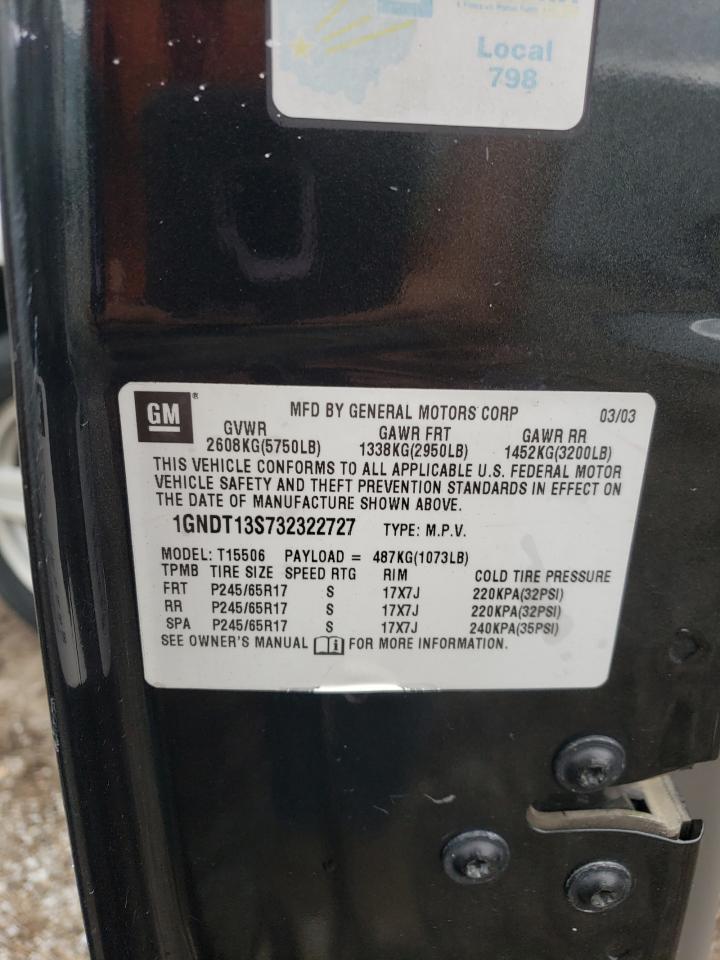 Local
798
GM
MFD BY GENERAL MOTORS CORP 03/03
GVWR GAWR FRT GAWR RR
2608KG(5750LB) 1338KG(2950LB) 1452KG(3200LB)
THIS VEHICLE CONFORMS TO ALL APPLICABLE U.S. FEDERAL MOTOR
VEHICLE SAFETY AND THEFT PREVENTION STANDARDS IN EFFECT ON
THE DATE OF MANUFACTURE SHOWN ABOVE.
1GNDT13S732322727 TYPE: M.P.V.
MODEL: T15506 PAYLOAD = 487KG(1073LB)
TPMB TIRE SIZE SPEED RTG RIM COLD TIRE PRESSURE
FRT P245/65R17 S 17X7J 220KPA(32PSI)
RR P245/65R17 S 17X7J 220KPA(32PSI)
SPA P245/65R17 S 17X7J 240KPA(35PSI)
SEE OWNER'S MANUAL FOR MORE INFORMATION.